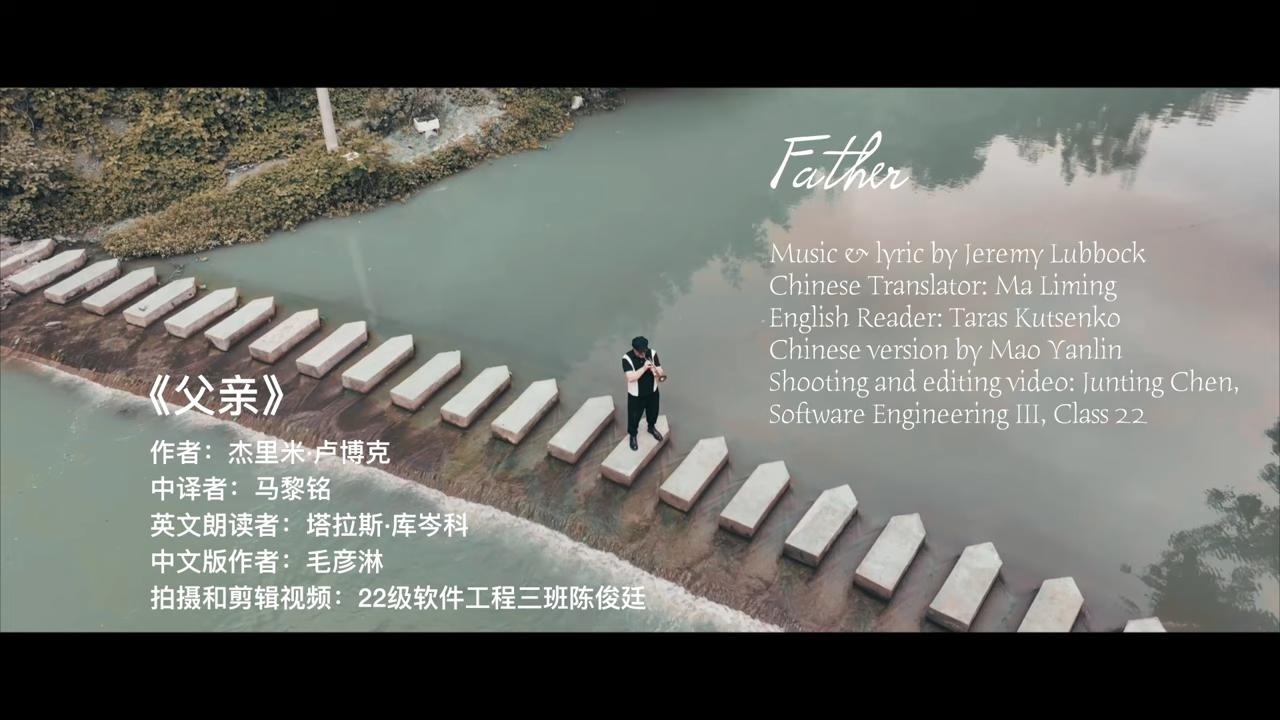 Father
Music & lyric by Jeremy Lubbock
Chinese Translator: Ma Liming
English Reader: Taras Kutsenko
Chinese version by Mao Yanlin
Shooting and editing video: Junting Chen,
Software Engineering III, Class 22
《父亲》
作者：杰里米·卢博克
中译者：马黎铭
英文朗读者：塔拉斯·库岑科
中文版作者：毛彦淋
拍摄和剪辑视频：22级软件工程三班陈俊廷